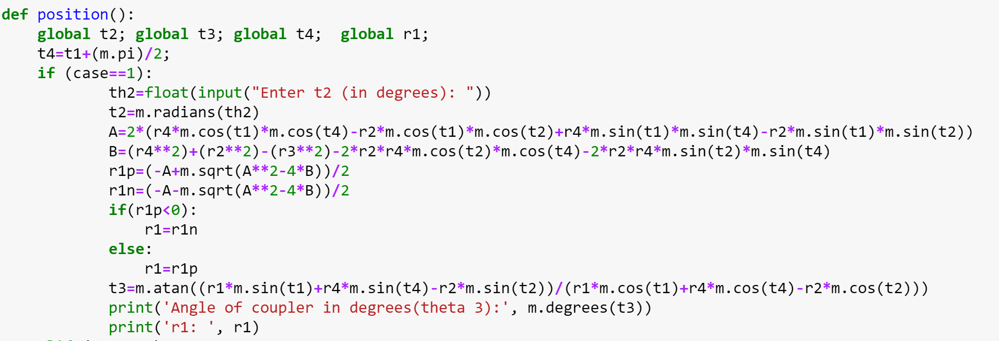 def position():
    global t2; global t3; global t4;  global r1;
    t4=t1+(m.pi)/2;
    if (case==1):
            th2=float(input("Enter t2 (in degrees): "))
            t2=m.radians(th2)
            A=2*(r4*m.cos(t1)*m.cos(t4)-r2*m.cos(t1)*m.cos(t2)+r4*m.sin(t1)*m.sin(t4)-r2*m.sin(t1)*m.sin(t2))
            B=(r4**2)+(r2**2)-(r3**2)-2*r2*r4*m.cos(t2)*m.cos(t4)-2*r2*r4*m.sin(t2)*m.sin(t4)
            r1p=(-A+m.sqrt(A**2-4*B))/2
            r1n=(-A-m.sqrt(A**2-4*B))/2
            if(r1p<0):
                r1=r1n
            else:
                r1=r1p
            t3=m.atan((r1*m.sin(t1)+r4*m.sin(t4)-r2*m.sin(t2))/(r1*m.cos(t1)+r4*m.cos(t4)-r2*m.cos(t2)))
            print('Angle of coupler in degrees(theta 3):', m.degrees(t3))
            print('r1: ', r1)